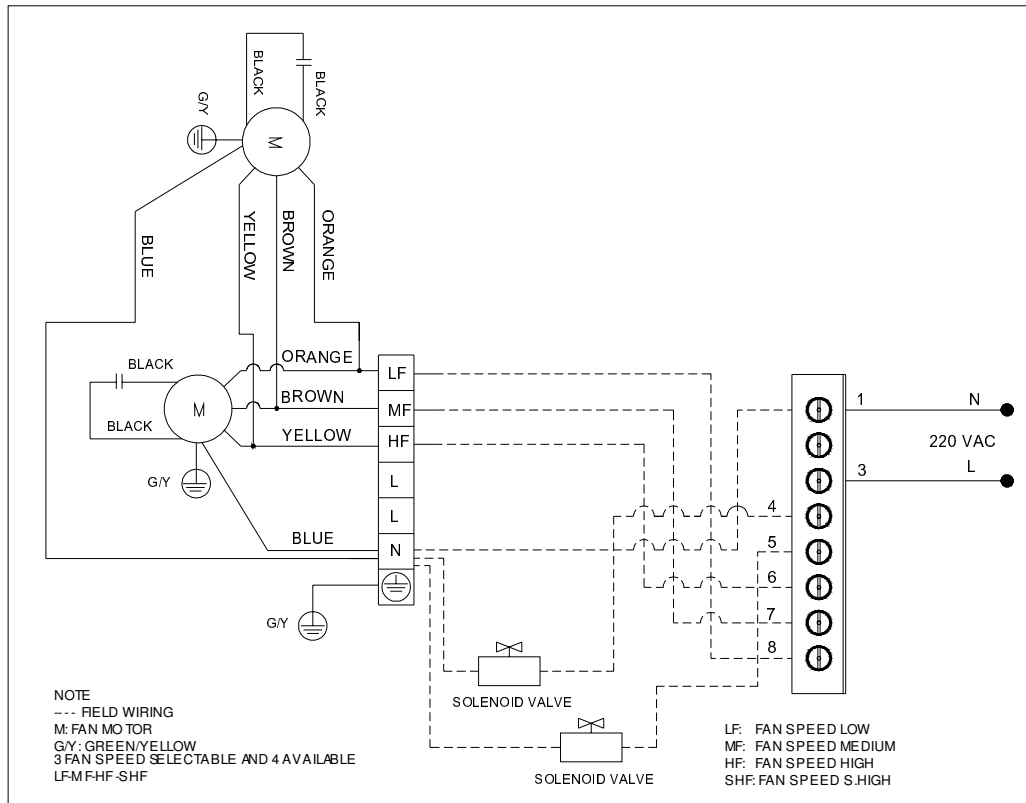 BLACK
BLACK
G/Y
M
BLUE
YELLOW
BROWN
ORANGE
BLACK
BLACK
M
G/Y
ORANGE
BROWN
YELLOW
BLUE
G/Y
LF
MF
HF
L
L
N
1
N
220 VAC
3
L
4
5
6
7
8
SOLENOID VALVE
SOLENOID VALVE
NOTE
---- FIELD WIRING
M: FAN MOTOR
G/Y: GREEN/YELLOW
3 FAN SPEED SELECTABLE AND 4 AVAILABLE
LF-MF-HF-SHF
LF: FAN SPEED LOW
MF: FAN SPEED MEDIUM
HF: FAN SPEED HIGH
SHF: FAN SPEED S.HIGH